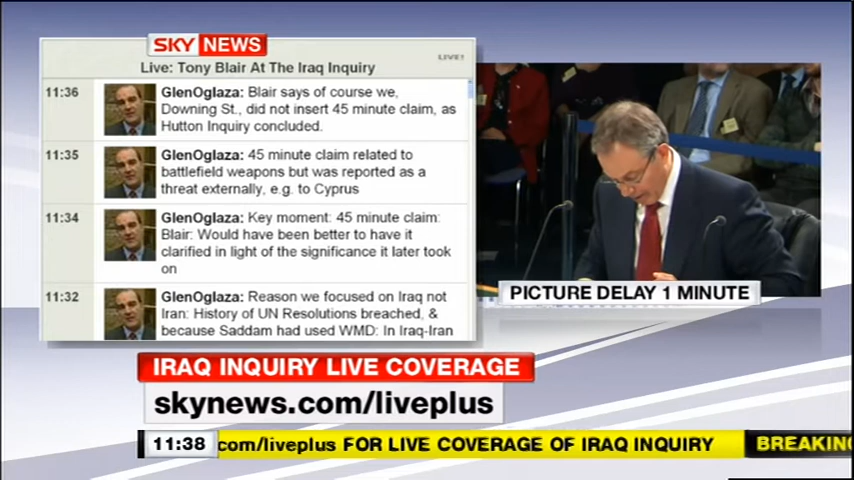 SKY NEWS
LIVE!
Live: Tony Blair At The Iraq Inquiry
11:36
GlenOglaza: Blair says of course we,
Downing St., did not insert 45 minute claim, as
Hutton Inquiry concluded.
11:35
GlenOglaza: 45 minute claim related to
battlefield weapons but was reported as a
threat externally, e.g. to Cyprus
11:34
GlenOglaza: Key moment: 45 minute claim:
Blair: Would have been better to have it
clarified in light of the significance it later took
on
11:32
GlenOglaza: Reason we focused on Iraq not
Iran: History of UN Resolutions breached, &
because Saddam had used WMD: In Iraq-Iran
PICTURE DELAY 1 MINUTE
IRAQ INQUIRY LIVE COVERAGE
skynews.com/liveplus
11:38 com/liveplus FOR LIVE COVERAGE OF IRAQ INQUIRY BREAKING